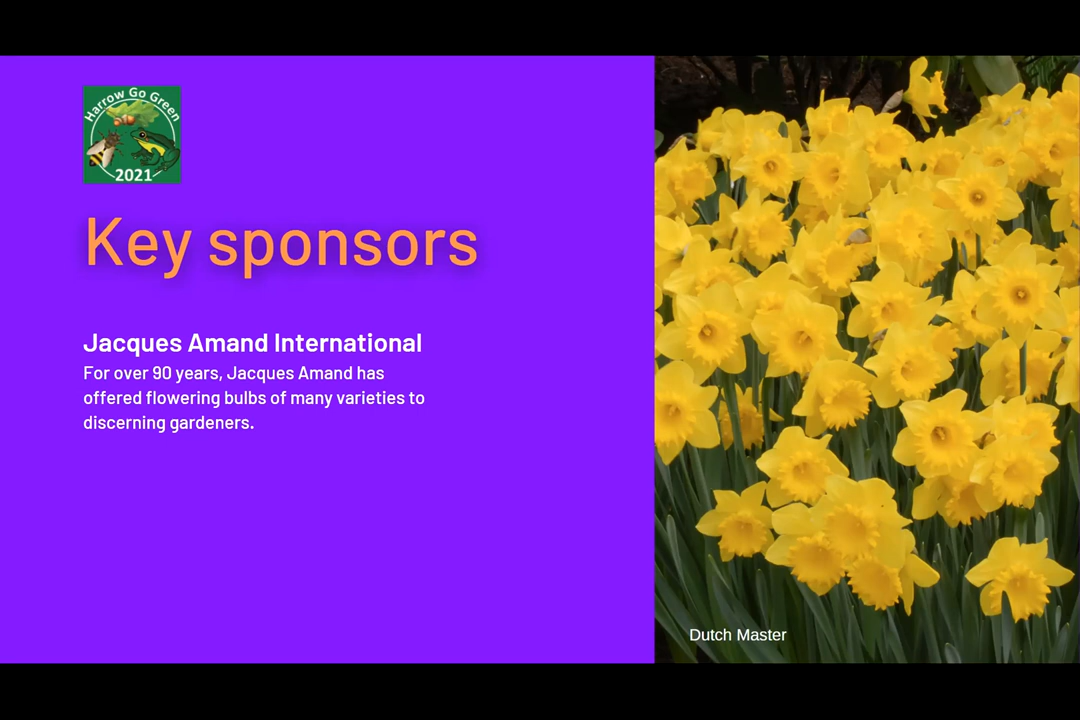 Harrow Go Green
2021
Key sponsors
Jacques Amand International
For over 90 years, Jacques Amand has
offered flowering bulbs of many varieties to
discerning gardeners.
Dutch Master